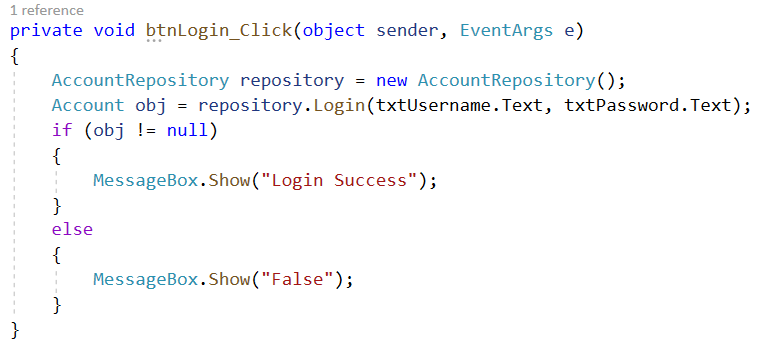 1 reference
private void btnLogin_Click(object sender, EventArgs e)
{
    AccountRepository repository = new AccountRepository();
    Account obj = repository.Login(txtUsername.Text, txtPassword.Text);
    if (obj != null)
    {
        MessageBox.Show("Login Success");
    }
    else
    {
        MessageBox.Show("False");
    }
}